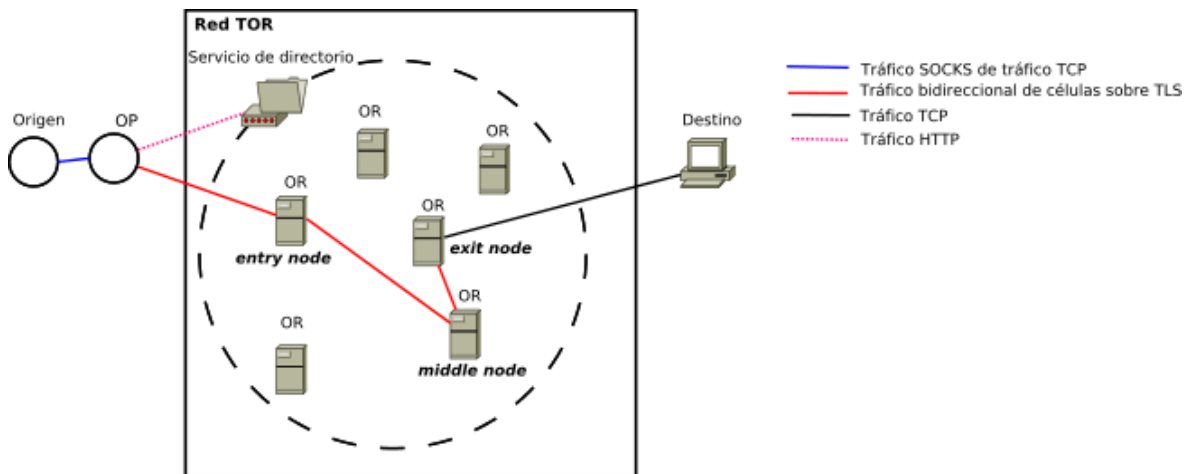 Red TOR
Servicio de directorio
Tráfico SOCKS de tráfico TCP
Tráfico bidireccional de células sobre TLS
Tráfico TCP
Tráfico HTTP
Origen
OP
OR
OR
Destino
OR
entry node
OR
exit node
OR
middle node
OR